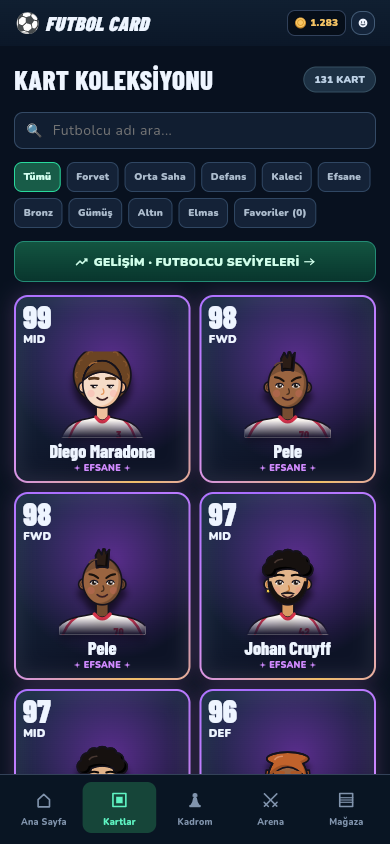 FUTBOL CARD
1.283
KART KOLEKSİYONU
131 KART
Futbolcu adı ara...
Tümü Forvet Orta Saha Defans Kaleci Efsane
Bronz Gümüş Altın Elmas Favoriler (0)
GELİŞİM · FUTBOLCU SEVİYELERİ →
99
MID
Diego Maradona
+ EFSANE +
98
FWD
Pele
+ EFSANE +
98
FWD
Pele
+ EFSANE +
97
MID
Johan Cruyff
+ EFSANE +
97
MID
96
DEF
Ana Sayfa Kartlar Kadrom Arena Mağaza